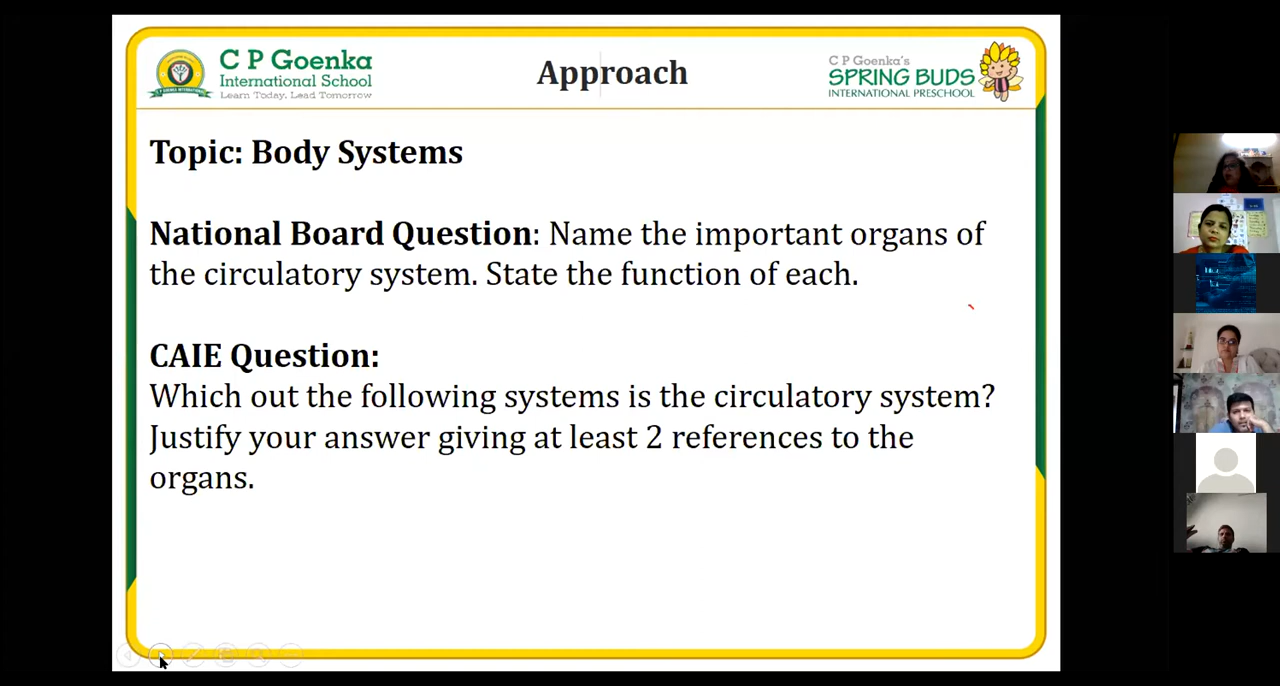 C P Goenka
International School
Learn Today, Lead Tomorrow
Approach
C P Goenka's
SPRING BUDS
INTERNATIONAL PRESCHOOL
Topic: Body Systems
National Board Question: Name the important organs of
the circulatory system. State the function of each.
CAIE Question:
Which out the following systems is the circulatory system?
Justify your answer giving at least 2 references to the
organs.